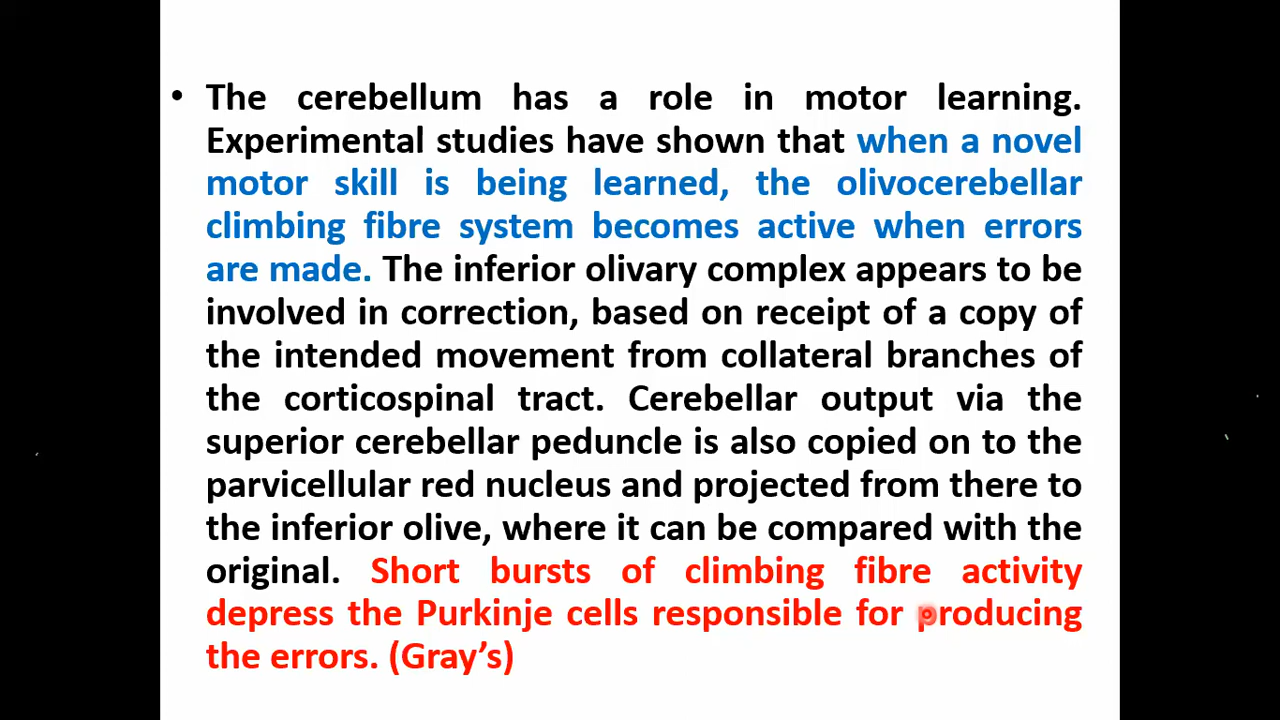 • The cerebellum has a role in motor learning.
Experimental studies have shown that when a novel
motor skill is being learned, the olivocerebellar
climbing fibre system becomes active when errors
are made. The inferior olivary complex appears to be
involved in correction, based on receipt of a copy of
the intended movement from collateral branches of
the corticospinal tract. Cerebellar output via the
superior cerebellar peduncle is also copied on to the
parvicellular red nucleus and projected from there to
the inferior olive, where it can be compared with the
original. Short bursts of climbing fibre activity
depress the Purkinje cells responsible for producing
the errors. (Gray’s)